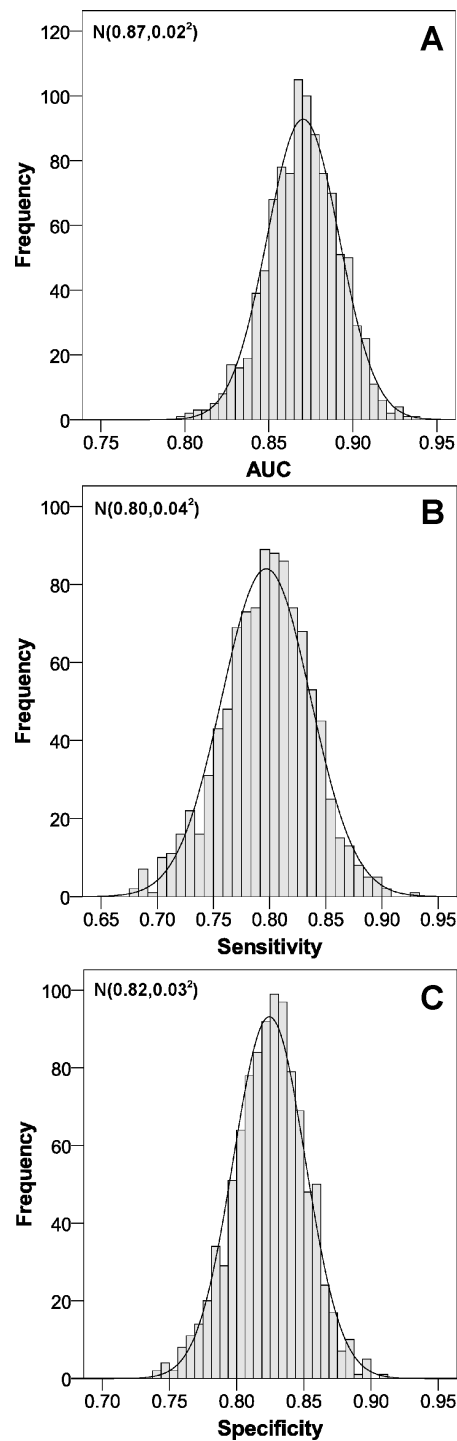 N(0.87,0.02²)
A
120
100
80
60
40
20
0
Frequency
0.75 0.80 0.85 0.90 0.95
AUC
N(0.80,0.04²)
B
100
80
60
40
20
0
Frequency
0.65 0.70 0.75 0.80 0.85 0.90 0.95
Sensitivity
N(0.82,0.03²)
C
100
80
60
40
20
0
Frequency
0.70 0.75 0.80 0.85 0.90 0.95
Specificity